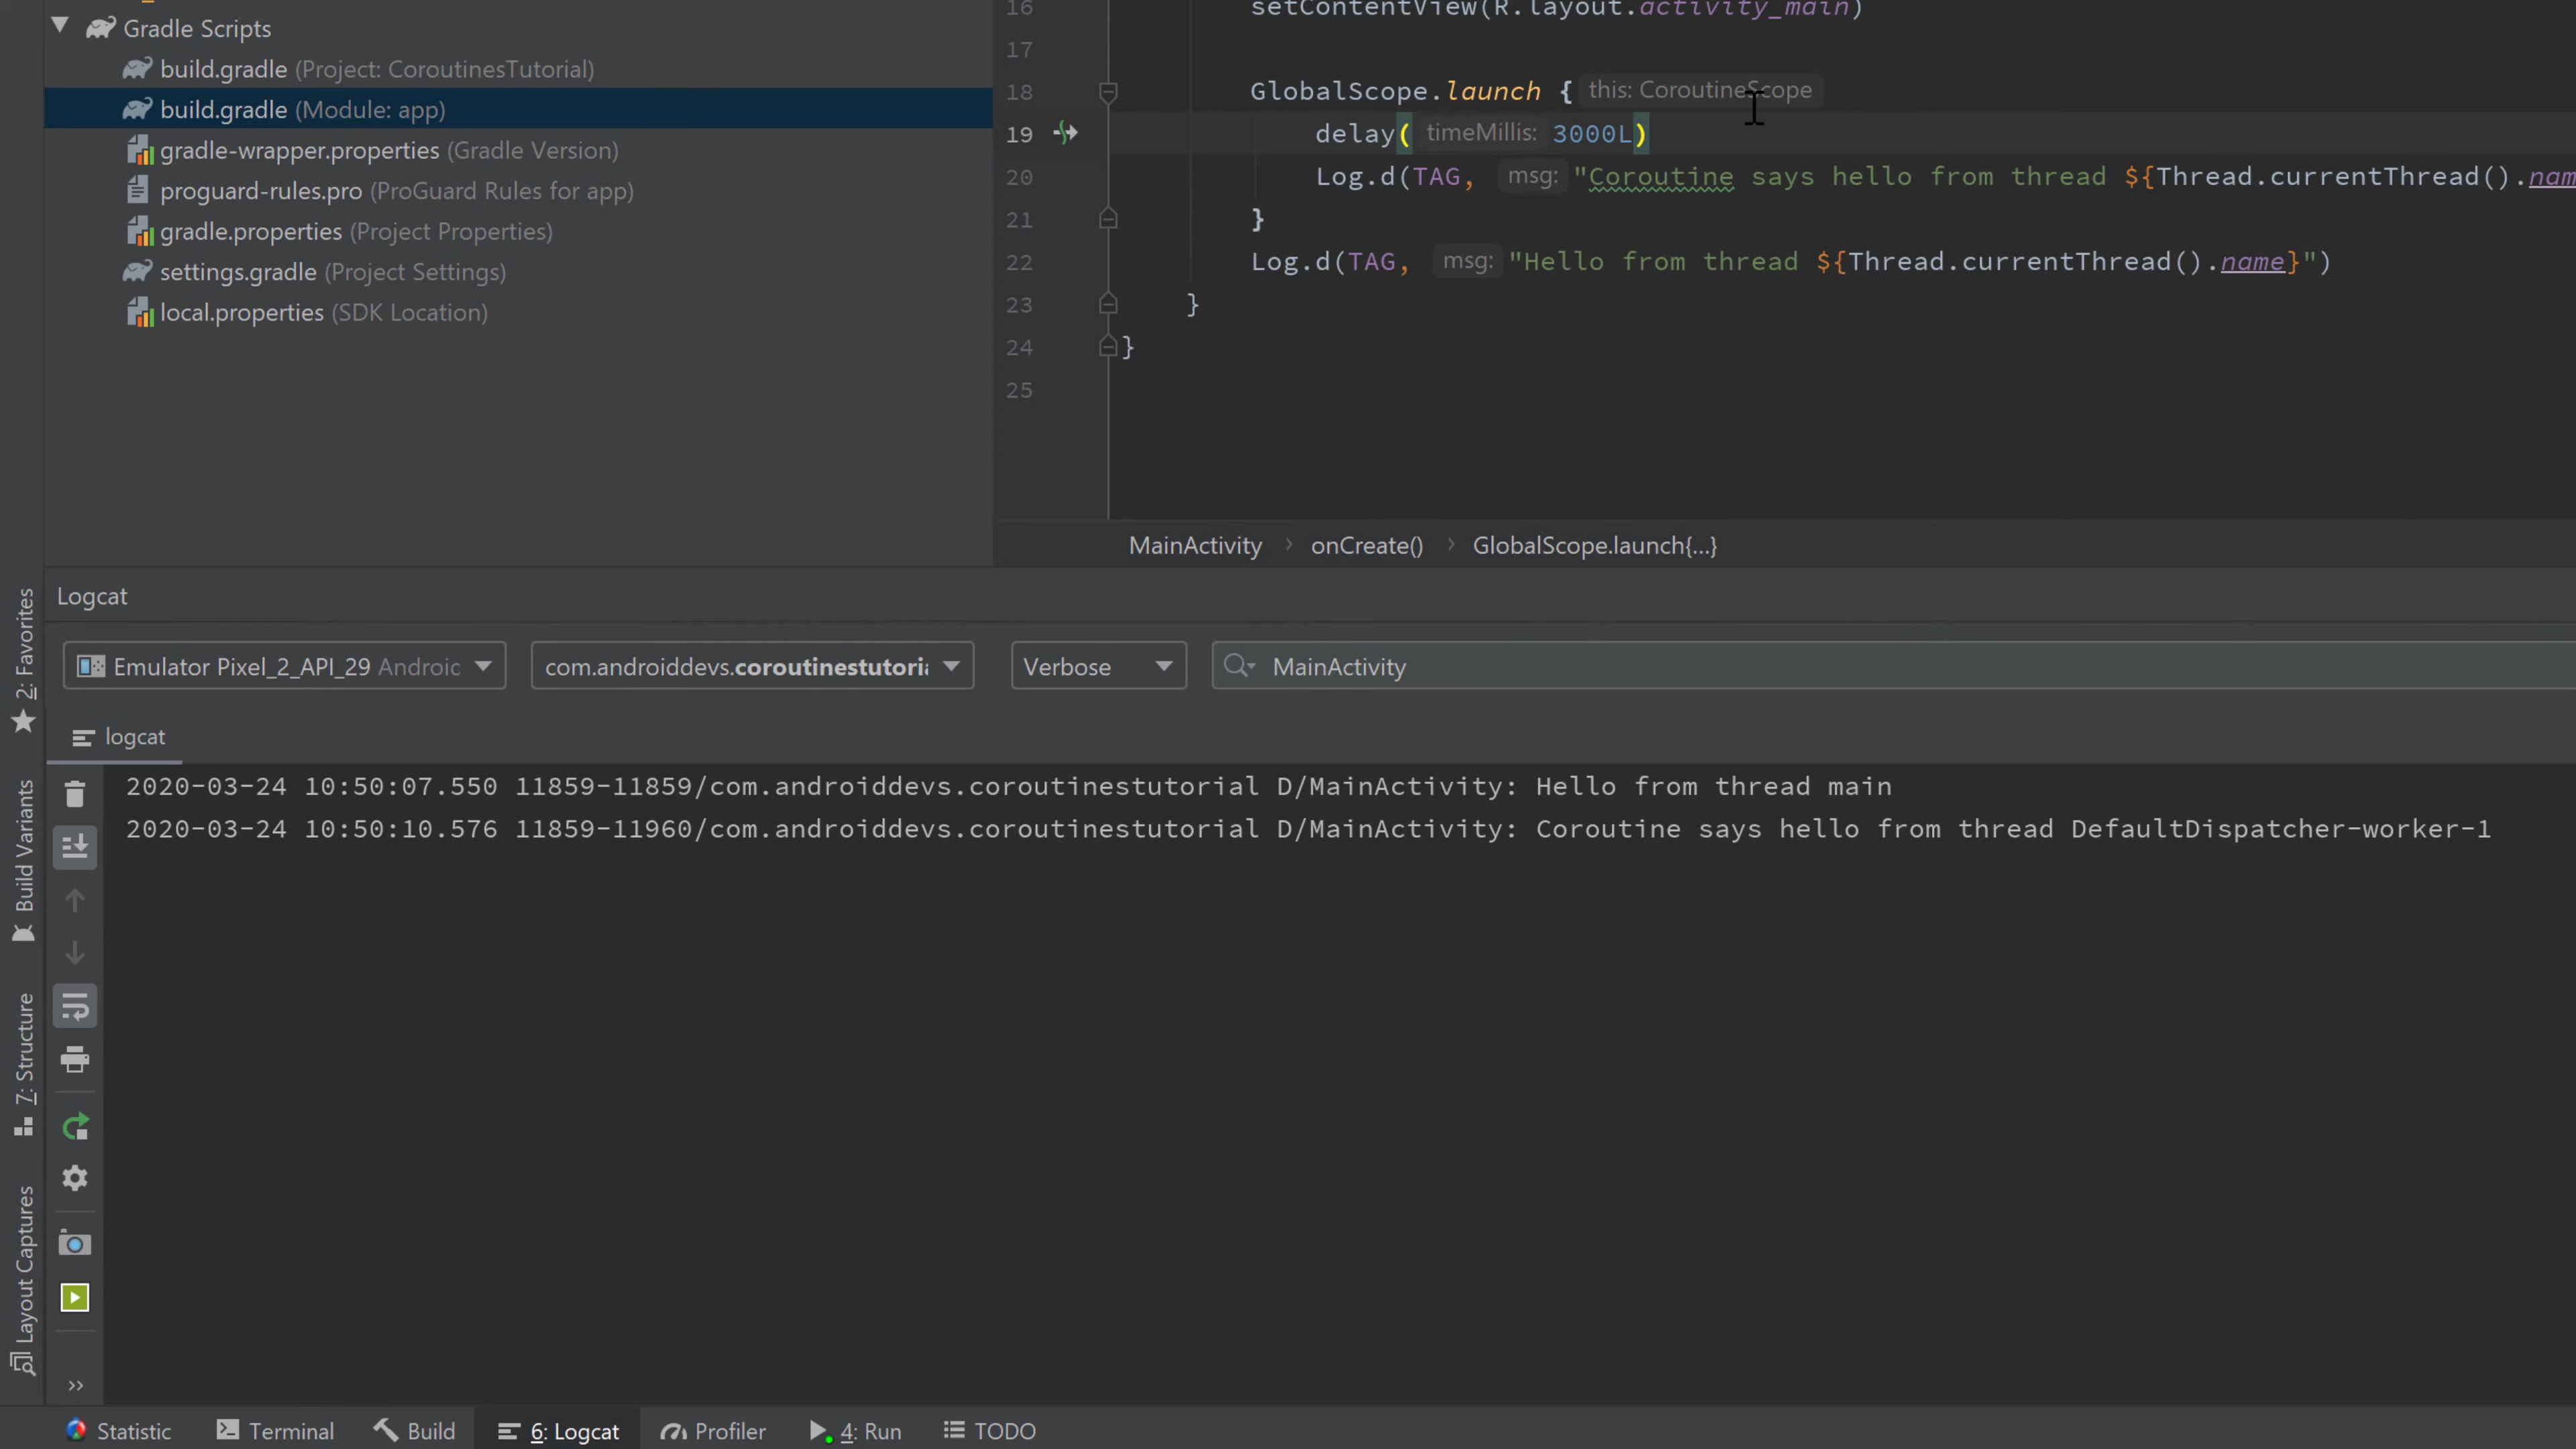 Gradle Scripts
build.gradle (Project: CoroutinesTutorial)
build.gradle (Module: app)
gradle-wrapper.properties (Gradle Version)
proguard-rules.pro (ProGuard Rules for app)
gradle.properties (Project Properties)
settings.gradle (Project Settings)
local.properties (SDK Location)
16 setContentView(R.layout.activity_main)
17
18 GlobalScope.launch { this: CoroutineScope
19 delay( timeMillis: 3000L)
20 Log.d(TAG, msg: "Coroutine says hello from thread ${Thread.currentThread().nam
21 }
22 Log.d(TAG, msg: "Hello from thread ${Thread.currentThread().name}")
23 }
24 }
25
MainActivity › onCreate() › GlobalScope.launch{...}
Logcat
Emulator Pixel_2_API_29 Androic
com.androiddevs.coroutinestutoria
Verbose
MainActivity
logcat
2020-03-24 10:50:07.550 11859-11859/com.androiddevs.coroutinestutorial D/MainActivity: Hello from thread main
2020-03-24 10:50:10.576 11859-11960/com.androiddevs.coroutinestutorial D/MainActivity: Coroutine says hello from thread DefaultDispatcher-worker-1
2: Favorites
Build Variants
7: Structure
Layout Captures
»
Statistic
Terminal
Build
6: Logcat
Profiler
4: Run
TODO